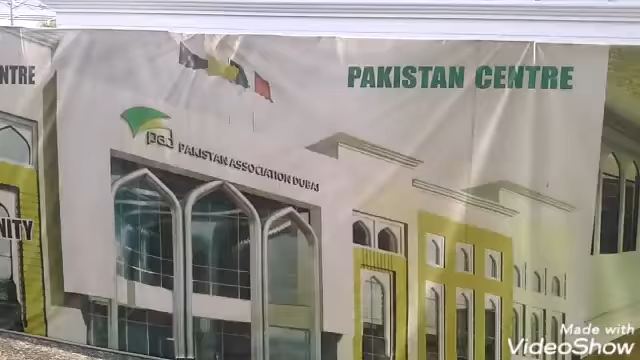 NTRE
PAKISTAN CENTRE
pad PAKISTAN ASSOCIATION DUBAI
NITY
Made with
VideoShow